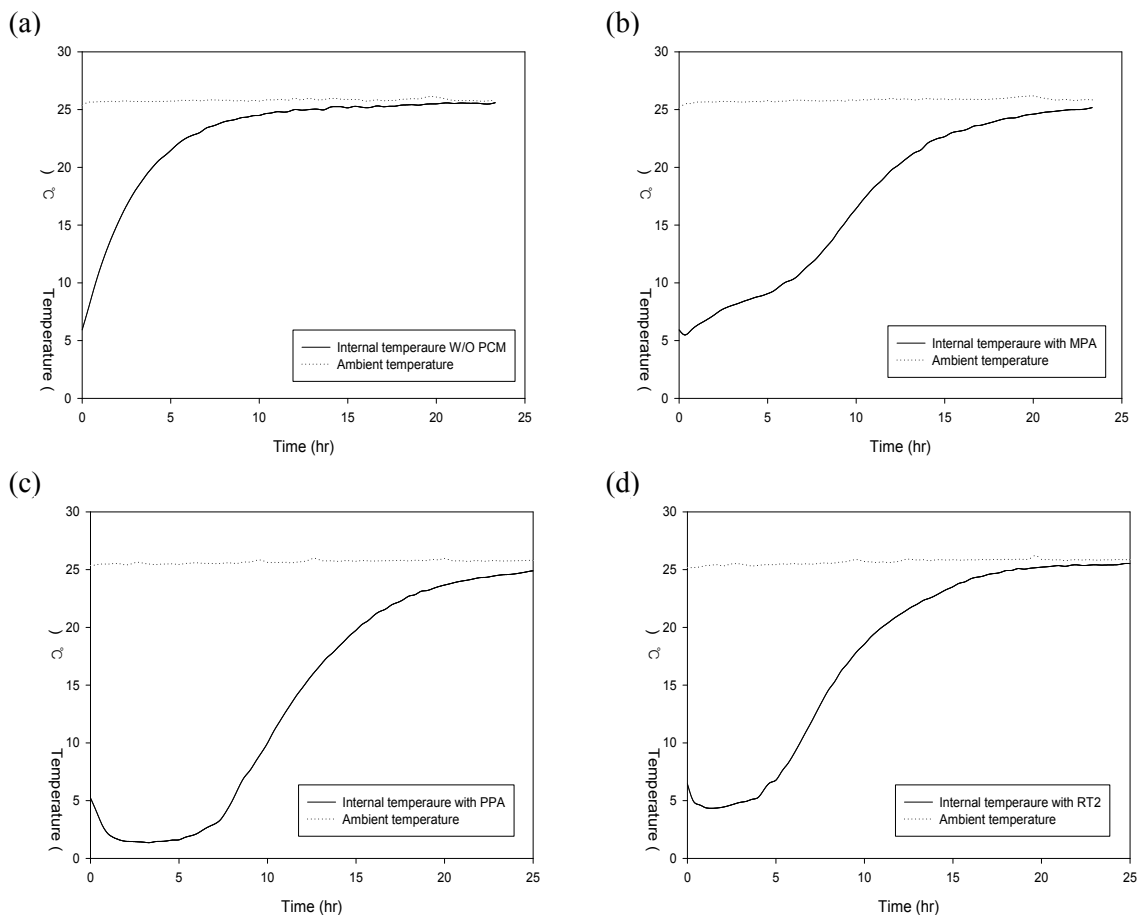 (a)
30
25
20
15
10
5
0
Temperature (℃)
Internal temperaure W/O PCM
Ambient temperature
0 5 10 15 20 25
Time (hr)
(b)
30
25
20
15
10
5
0
Temperature (℃)
Internal temperaure with MPA
Ambient temperature
0 5 10 15 20 25
Time (hr)
(c)
30
25
20
15
10
5
0
Temperature (℃)
Internal temperaure with PPA
Ambient temperature
0 5 10 15 20 25
Time (hr)
(d)
30
25
20
15
10
5
0
Temperature (℃)
Internal temperaure with RT2
Ambient temperature
0 5 10 15 20 25
Time (hr)